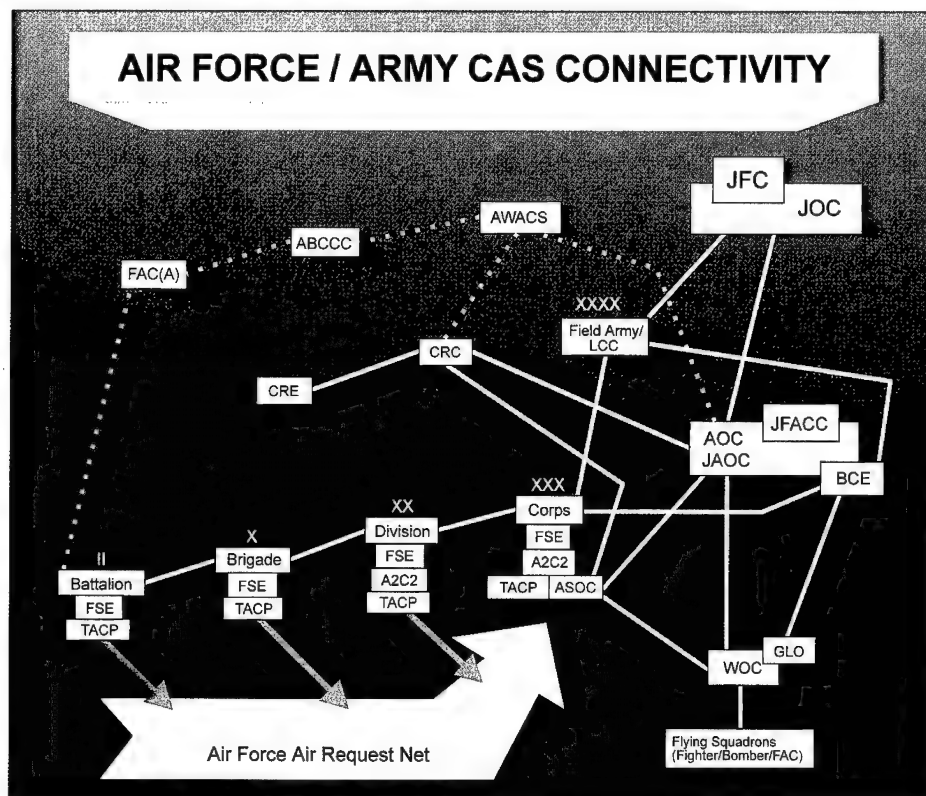 AIR FORCE / ARMY CAS CONNECTIVITY
JFC
JOC
AWACS
ABCCC
FAC(A)
XXXX
Field Army/
LCC
CRC
CRE
JFACC
AOC
JAOC
BCE
XXX
Corps
FSE
A2C2
TACP
ASOC
XX
Division
FSE
A2C2
TACP
X
Brigade
FSE
TACP
II
Battalion
FSE
TACP
GLO
WOC
Flying Squadrons
(Fighter/Bomber/FAC)
Air Force Air Request Net